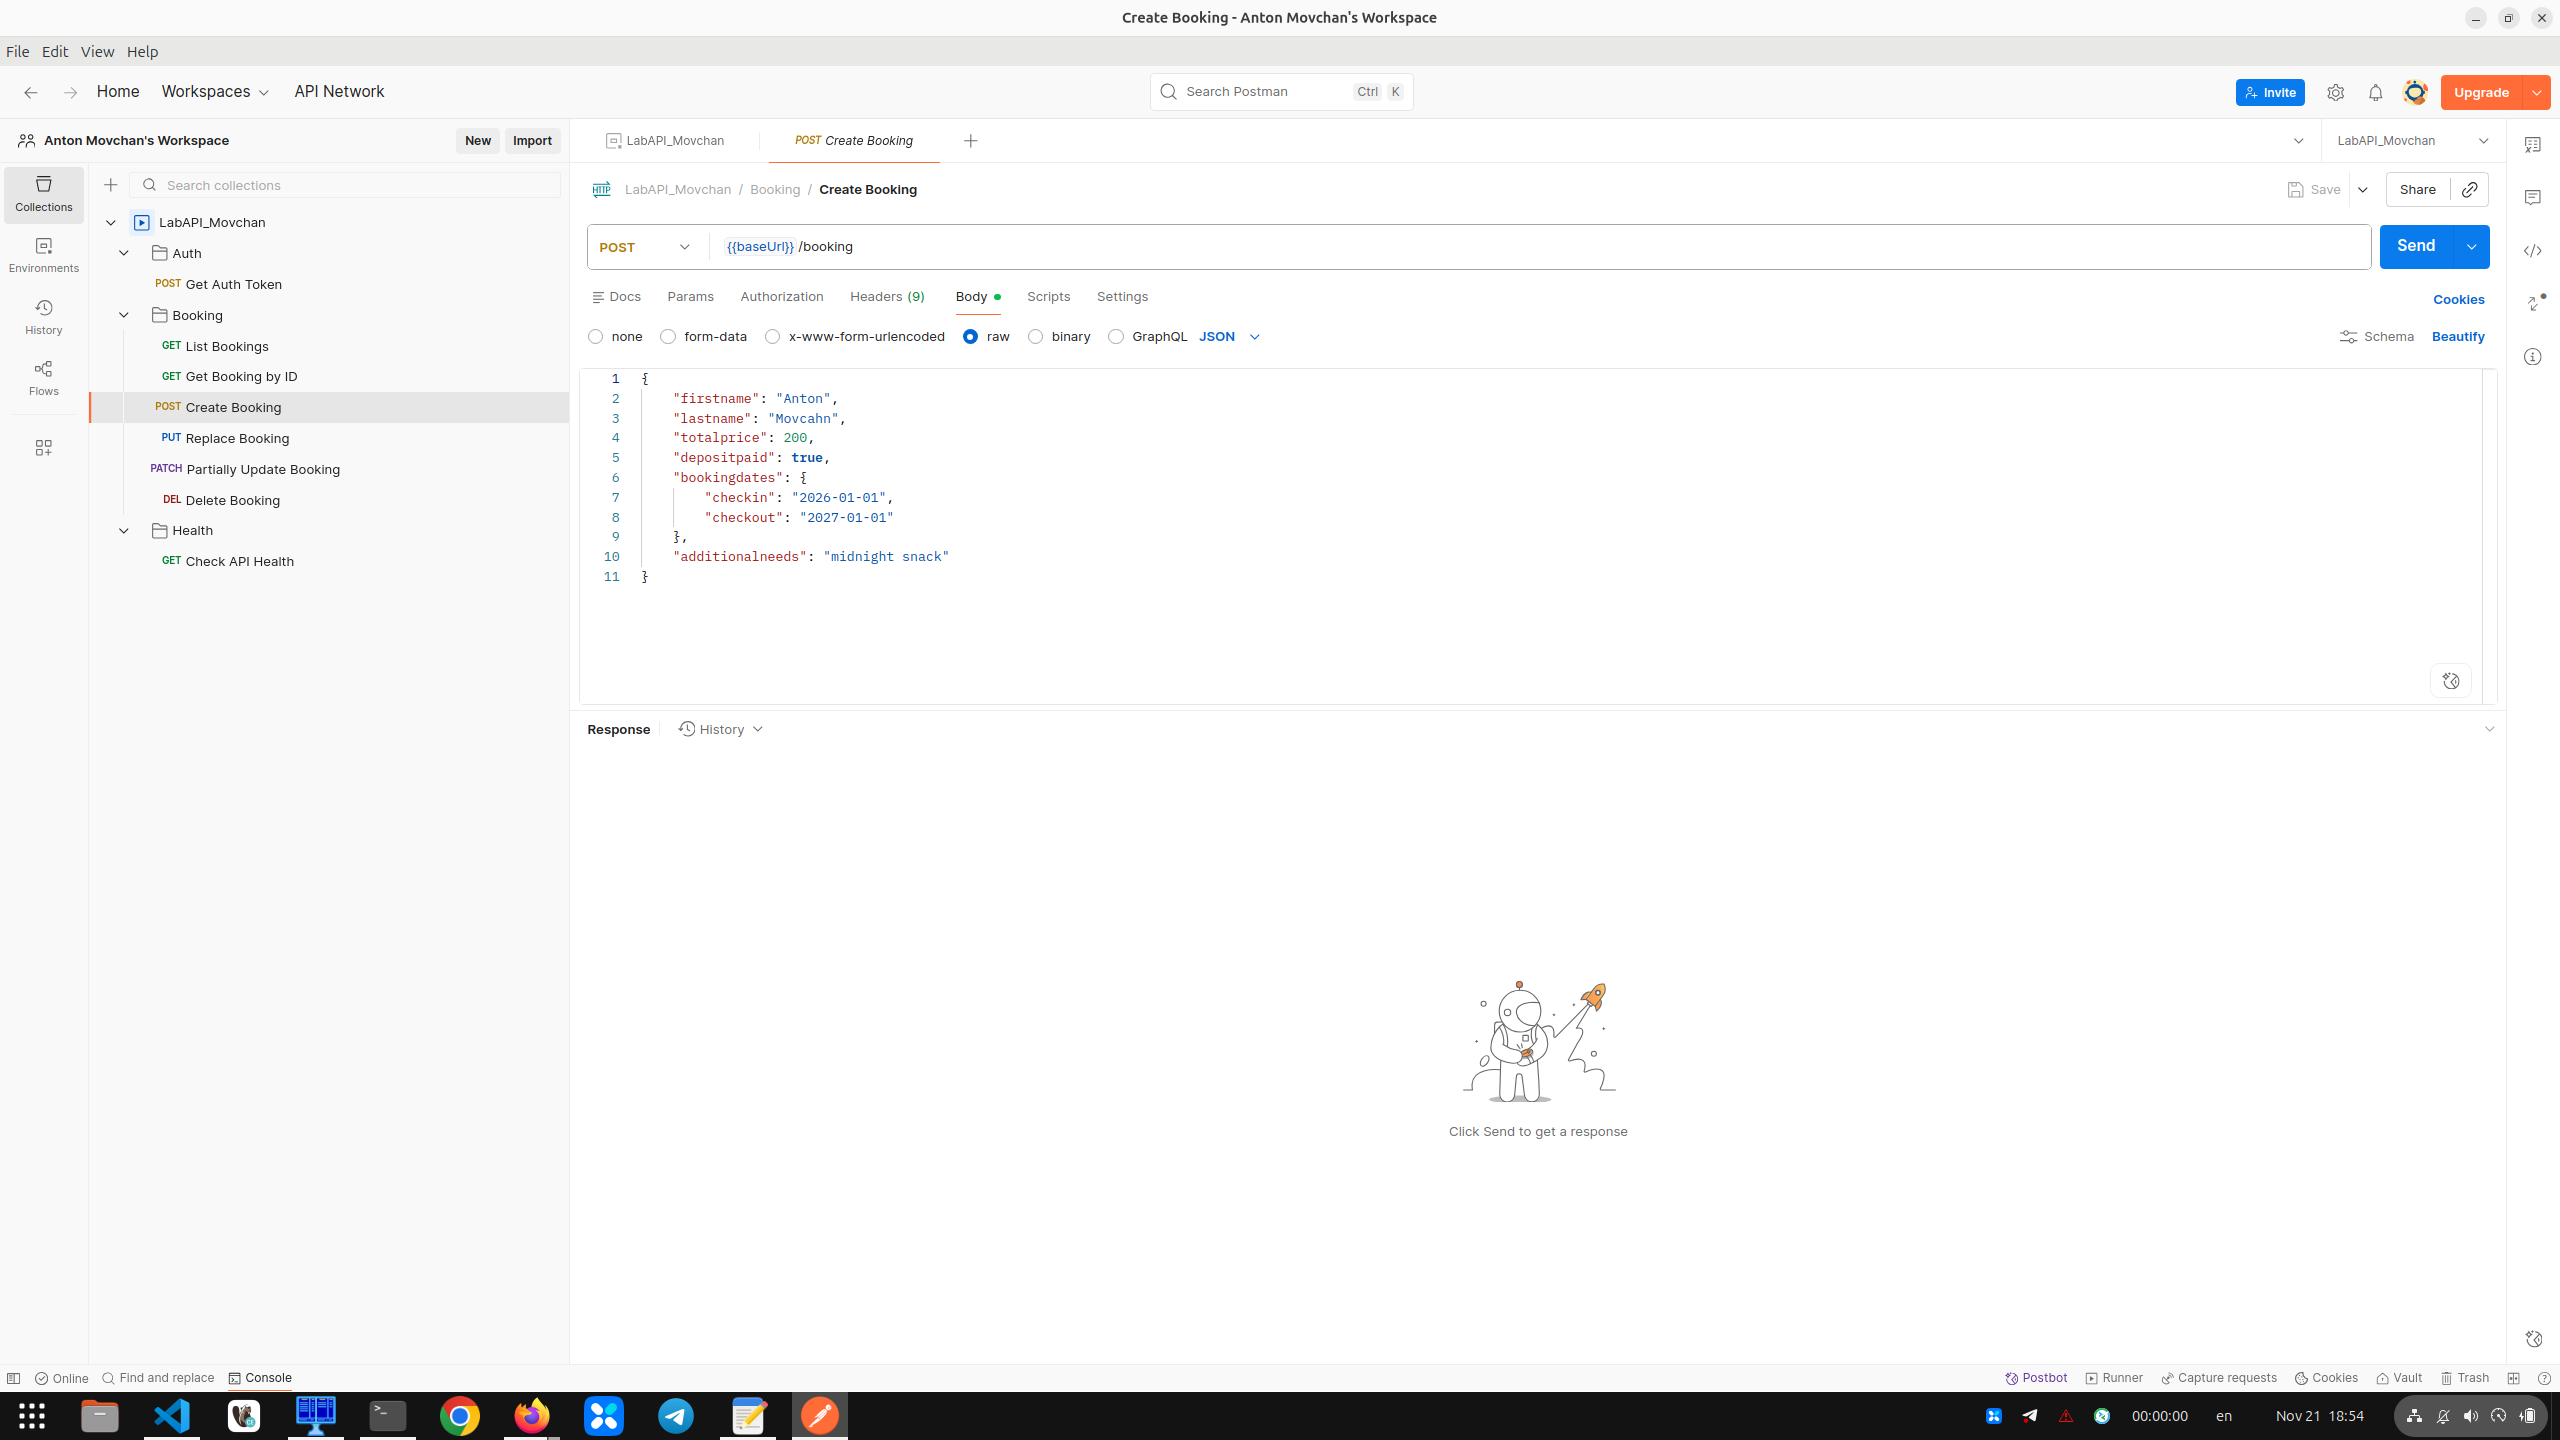 Create Booking - Anton Movchan's Workspace
File Edit View Help
Home Workspaces API Network
Search Postman Ctrl K
Invite
Upgrade
Anton Movchan's Workspace
New Import
LabAPI_Movchan
POST Create Booking
LabAPI_Movchan
Collections
Environments
History
Flows
Search collections
LabAPI_Movchan
Auth
POST Get Auth Token
Booking
GET List Bookings
GET Get Booking by ID
POST Create Booking
PUT Replace Booking
PATCH Partially Update Booking
DEL Delete Booking
Health
GET Check API Health
HTTP LabAPI_Movchan / Booking / Create Booking
Save
Share
POST {{baseUrl}} /booking
Send
Docs Params Authorization Headers (9) Body Scripts Settings
Cookies
none form-data x-www-form-urlencoded raw binary GraphQL JSON
Schema Beautify
1 {
2 "firstname": "Anton",
3 "lastname": "Movcahn",
4 "totalprice": 200,
5 "depositpaid": true,
6 "bookingdates": {
7 "checkin": "2026-01-01",
8 "checkout": "2027-01-01"
9 },
10 "additionalneeds": "midnight snack"
11 }
Response History
Click Send to get a response
Online Find and replace Console
Postbot Runner Capture requests Cookies Vault Trash
00:00:00 en Nov 21 18:54